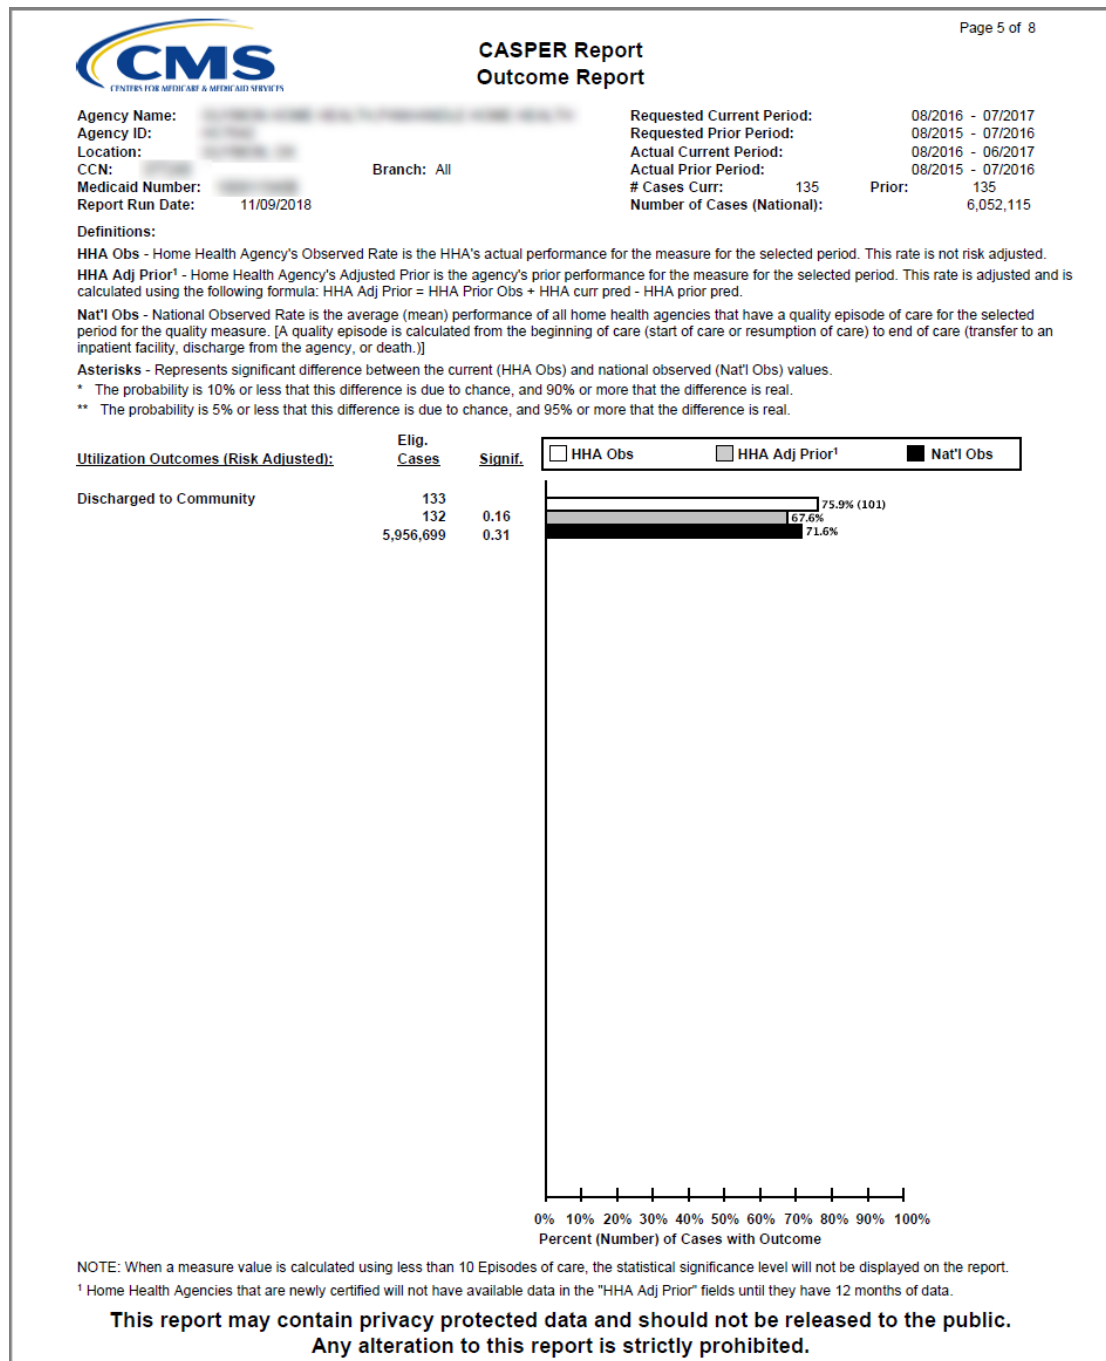 Page 5 of 8
CMS
CENTERS FOR MEDICARE & MEDICAID SERVICES
CASPER Report
Outcome Report
Agency Name:
Agency ID:
Location:
CCN: Branch: All
Medicaid Number:
Report Run Date: 11/09/2018
Requested Current Period: 08/2016 - 07/2017
Requested Prior Period: 08/2015 - 07/2016
Actual Current Period: 08/2016 - 06/2017
Actual Prior Period: 08/2015 - 07/2016
# Cases Curr: 135 Prior: 135
Number of Cases (National): 6,052,115
Definitions:
HHA Obs - Home Health Agency's Observed Rate is the HHA's actual performance for the measure for the selected period. This rate is not risk adjusted.
HHA Adj Prior¹ - Home Health Agency's Adjusted Prior is the agency's prior performance for the measure for the selected period. This rate is adjusted and is
calculated using the following formula: HHA Adj Prior = HHA Prior Obs + HHA curr pred - HHA prior pred.
Nat'l Obs - National Observed Rate is the average (mean) performance of all home health agencies that have a quality episode of care for the selected
period for the quality measure. [A quality episode is calculated from the beginning of care (start of care or resumption of care) to end of care (transfer to an
inpatient facility, discharge from the agency, or death.)]
Asterisks - Represents significant difference between the current (HHA Obs) and national observed (Nat'l Obs) values.
* The probability is 10% or less that this difference is due to chance, and 90% or more that the difference is real.
** The probability is 5% or less that this difference is due to chance, and 95% or more that the difference is real.
Utilization Outcomes (Risk Adjusted): Elig. Cases Signif.
HHA Obs HHA Adj Prior¹ Nat'l Obs
Discharged to Community 133 75.9% (101)
132 0.16 67.6%
5,956,699 0.31 71.6%
0% 10% 20% 30% 40% 50% 60% 70% 80% 90% 100%
Percent (Number) of Cases with Outcome
NOTE: When a measure value is calculated using less than 10 Episodes of care, the statistical significance level will not be displayed on the report.
¹ Home Health Agencies that are newly certified will not have available data in the "HHA Adj Prior" fields until they have 12 months of data.
This report may contain privacy protected data and should not be released to the public.
Any alteration to this report is strictly prohibited.